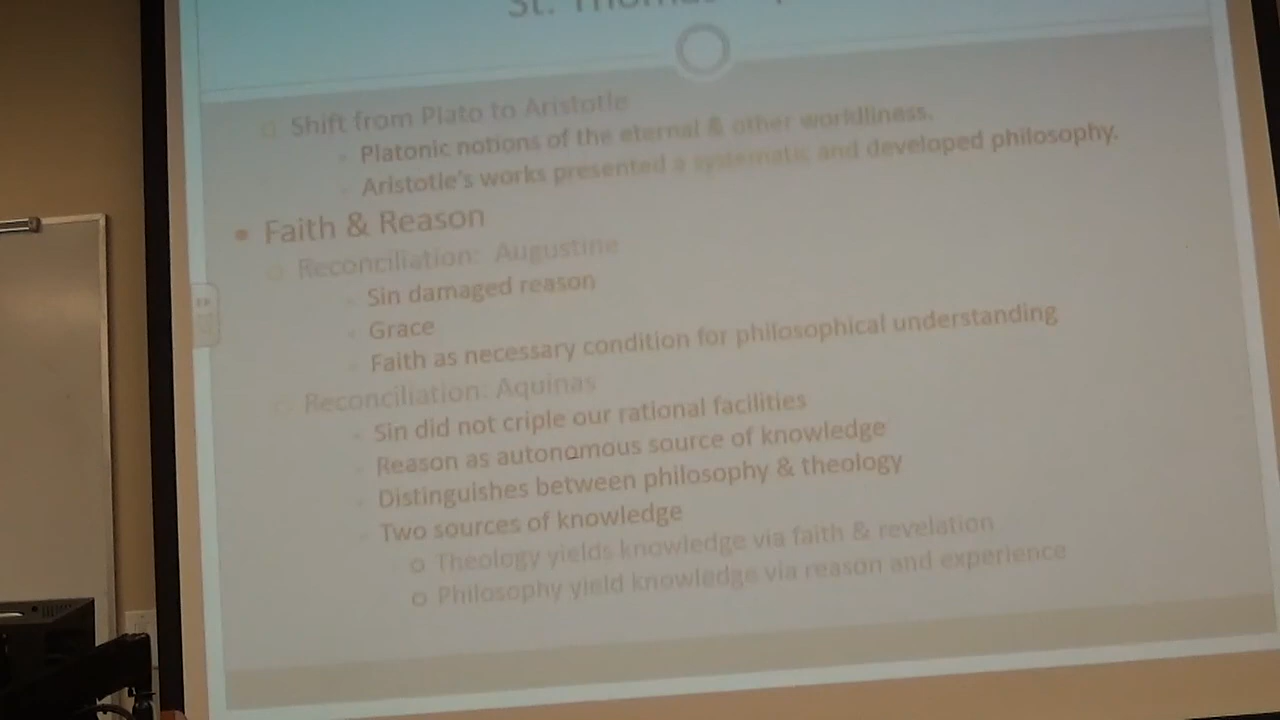 St. Thomas
Shift from Plato to Aristotle
Platonic notions of the eternal & other worldliness.
Aristotle's works presented a systematic and developed philosophy.
Faith & Reason
Reconciliation: Augustine
Sin damaged reason
Grace
Faith as necessary condition for philosophical understanding
Reconciliation: Aquinas
Sin did not criple our rational facilities
Reason as autonomous source of knowledge
Distinguishes between philosophy & theology
Two sources of knowledge
Theology yields knowledge via faith & revelation
Philosophy yield knowledge via reason and experience